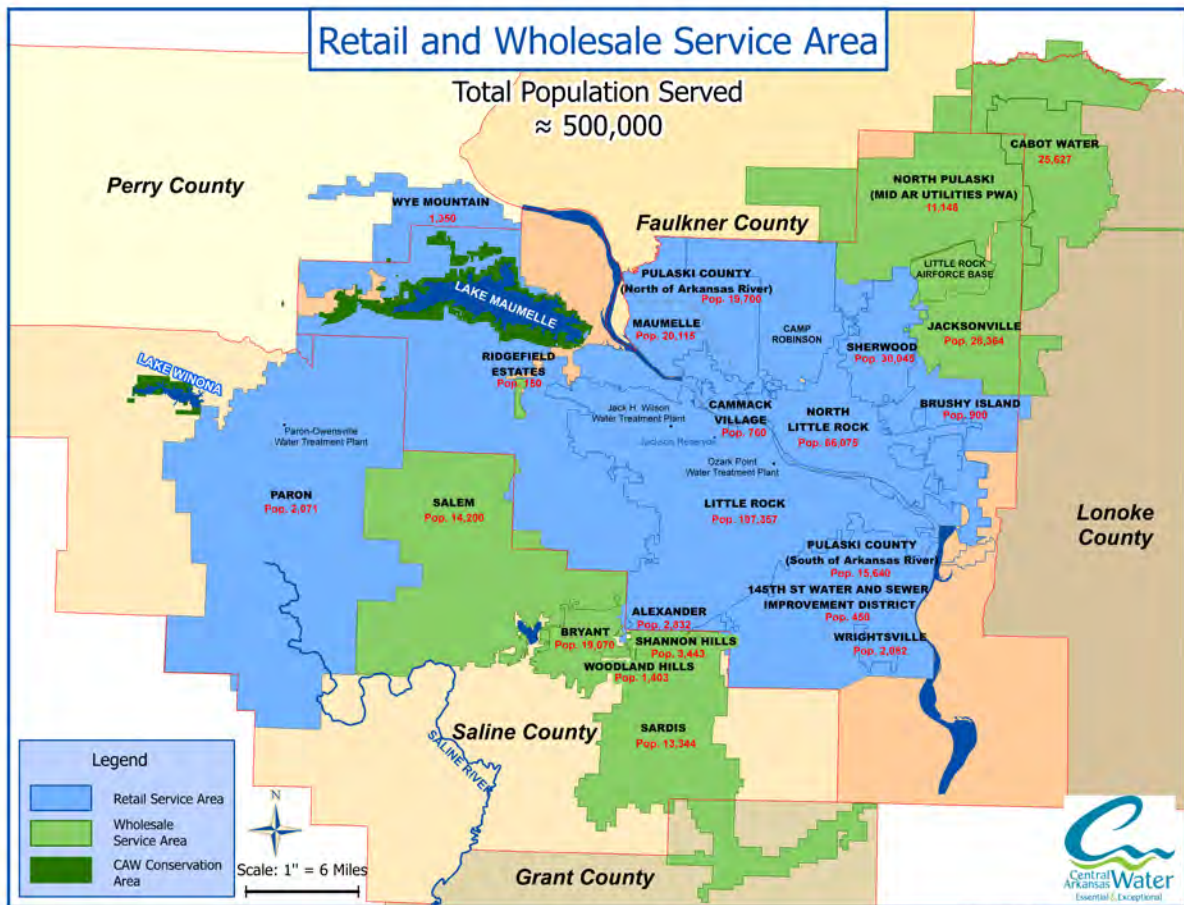 Retail and Wholesale Service Area
Total Population Served
≈ 500,000
Perry County
Faulkner County
Lonoke
County
Saline County
Grant County
WYE MOUNTAIN
1,350
LAKE MAUMELLE
LAKE WINONA
RIDGEFIELD
ESTATES
Pop. 150
PULASKI COUNTY
(North of Arkansas River)
Pop. 19,700
MAUMELLE
Pop. 20,115
CAMP
ROBINSON
CABOT WATER
25,627
NORTH PULASKI
(MID AR UTILITIES PWA)
11,146
LITTLE ROCK
AIRFORCE BASE
JACKSONVILLE
Pop. 28,364
SHERWOOD
Pop. 30,045
BRUSHY ISLAND
Pop. 900
CAMMACK
VILLAGE
Pop. 760
NORTH
LITTLE ROCK
Pop. 66,075
Jack H. Wilson
Water Treatment Plant
Jackson Reservoir
Ozark Point
Water Treatment Plant
Paron-Owensville
Water Treatment Plant
PARON
Pop. 2,071
SALEM
Pop. 14,206
LITTLE ROCK
Pop. 197,357
PULASKI COUNTY
(South of Arkansas River)
Pop. 15,640
145TH ST WATER AND SEWER
IMPROVEMENT DISTRICT
Pop. 450
WRIGHTSVILLE
Pop. 2,062
ALEXANDER
Pop. 2,832
SHANNON HILLS
Pop. 3,443
BRYANT
Pop. 19,070
WOODLAND HILLS
Pop. 1,403
SARDIS
Pop. 13,344
SALINE RIVER
Legend
Retail Service Area
Wholesale
Service Area
CAW Conservation
Area
N
Scale: 1" = 6 Miles
Central
Arkansas Water
Essential & Exceptional